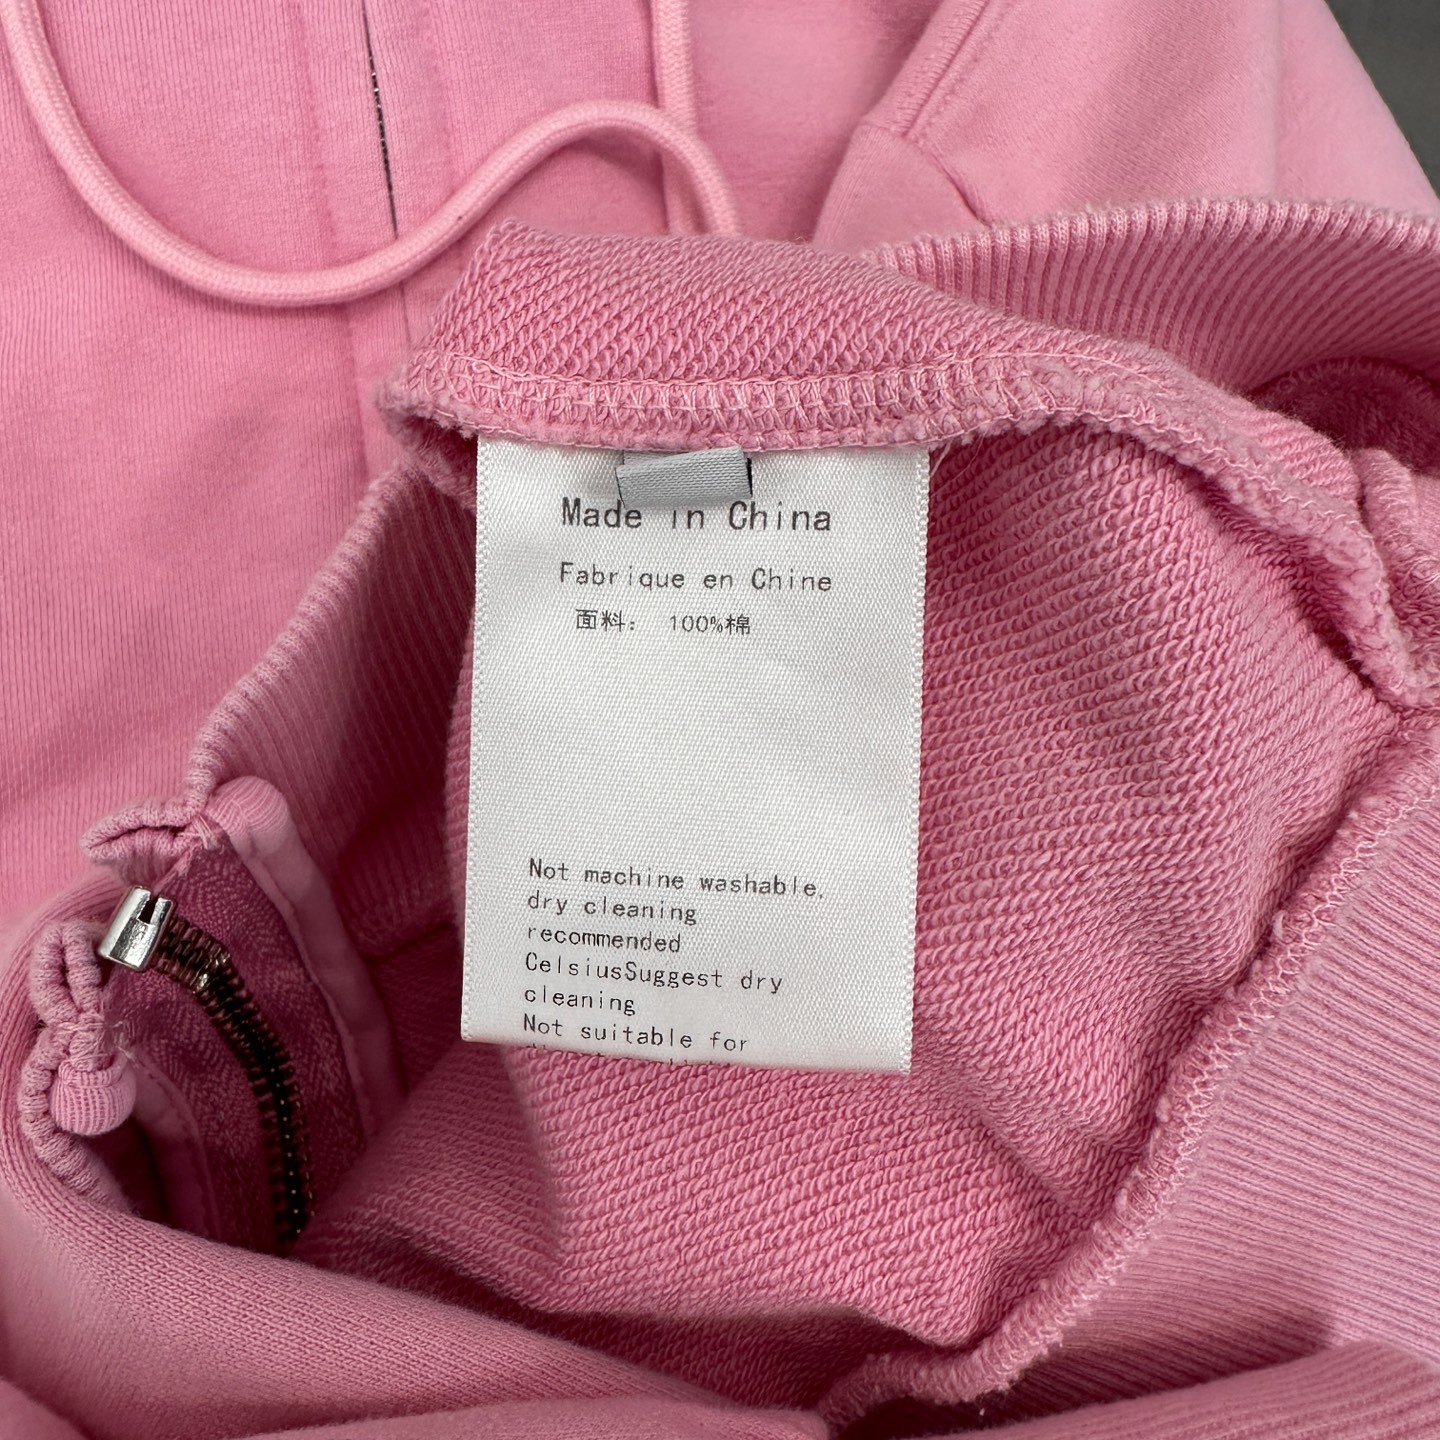 Made in China
Fabrique en Chine
面料： 100%棉
Not machine washable,
dry cleaning
recommended
CelsiusSuggest dry
cleaning
Not suitable for